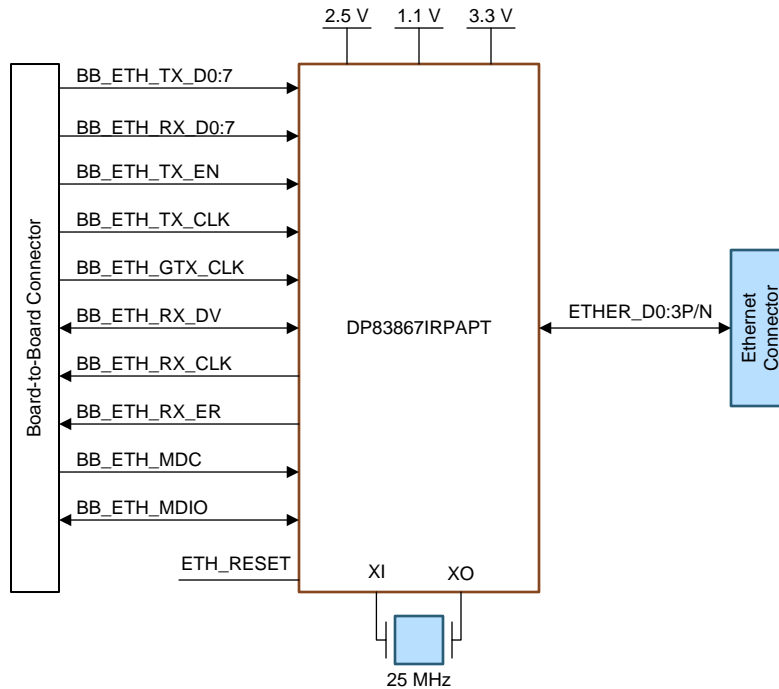 2.5 V 1.1 V 3.3 V
BB_ETH_TX_D0:7
BB_ETH_RX_D0:7
BB_ETH_TX_EN
BB_ETH_TX_CLK
BB_ETH_GTX_CLK
BB_ETH_RX_DV
BB_ETH_RX_CLK
BB_ETH_RX_ER
BB_ETH_MDC
BB_ETH_MDIO
ETH_RESET
Board-to-Board Connector
DP83867IRPAPT
XI XO
25 MHz
ETHER_D0:3P/N
Ethernet
Connector